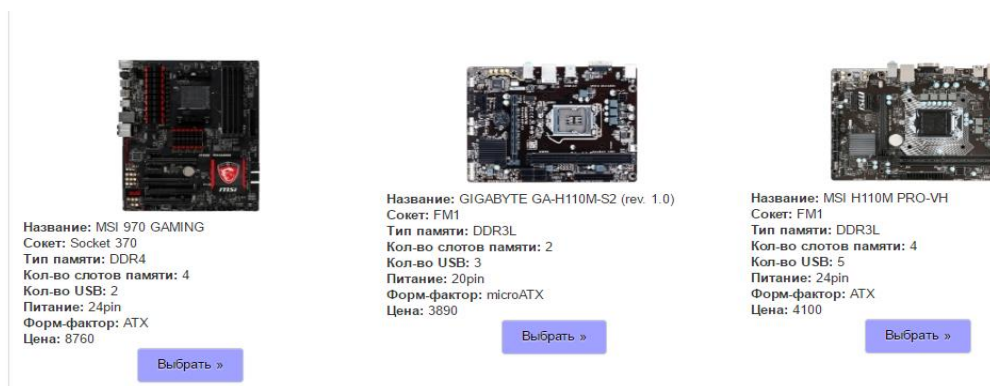 Название: MSI 970 GAMING
Сокет: Socket 370
Тип памяти: DDR4
Кол-во слотов памяти: 4
Кол-во USB: 2
Питание: 24pin
Форм-фактор: ATX
Цена: 8760
Выбрать »
Название: GIGABYTE GA-H110M-S2 (rev. 1.0)
Сокет: FM1
Тип памяти: DDR3L
Кол-во слотов памяти: 2
Кол-во USB: 3
Питание: 20pin
Форм-фактор: microATX
Цена: 3890
Выбрать »
Название: MSI H110M PRO-VH
Сокет: FM1
Тип памяти: DDR3L
Кол-во слотов памяти: 4
Кол-во USB: 5
Питание: 24pin
Форм-фактор: ATX
Цена: 4100
Выбрать »